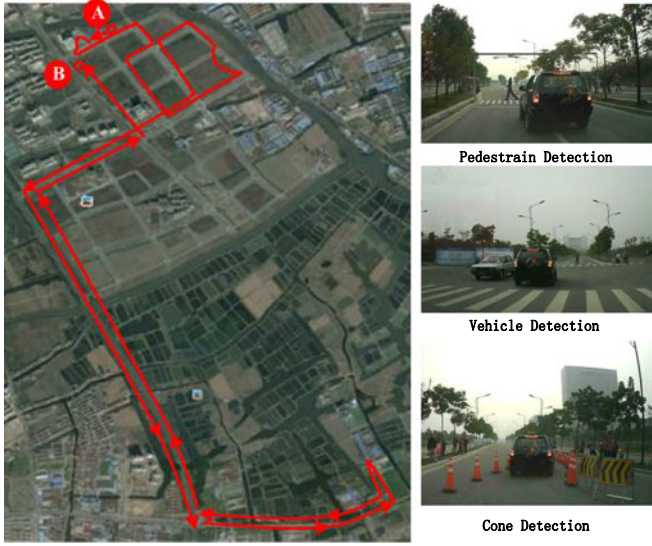 A
B
Pedestrain Detection
Vehicle Detection
Cone Detection